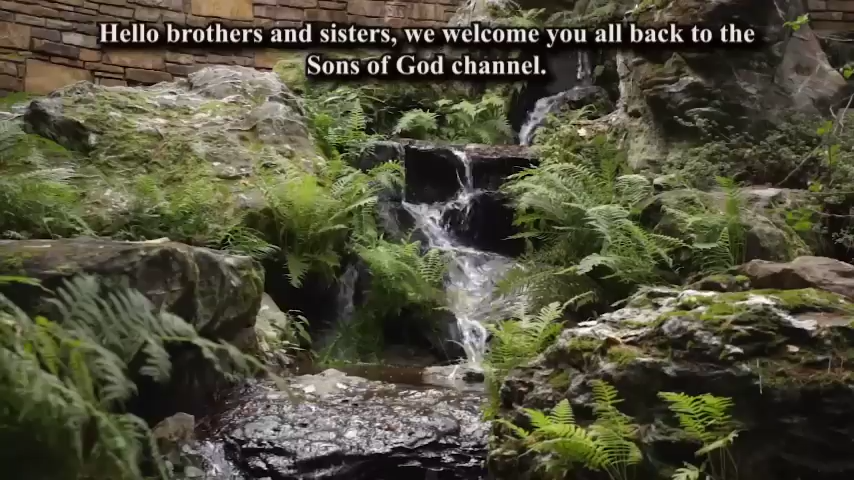 Hello brothers and sisters, we welcome you all back to the
Sons of God channel.